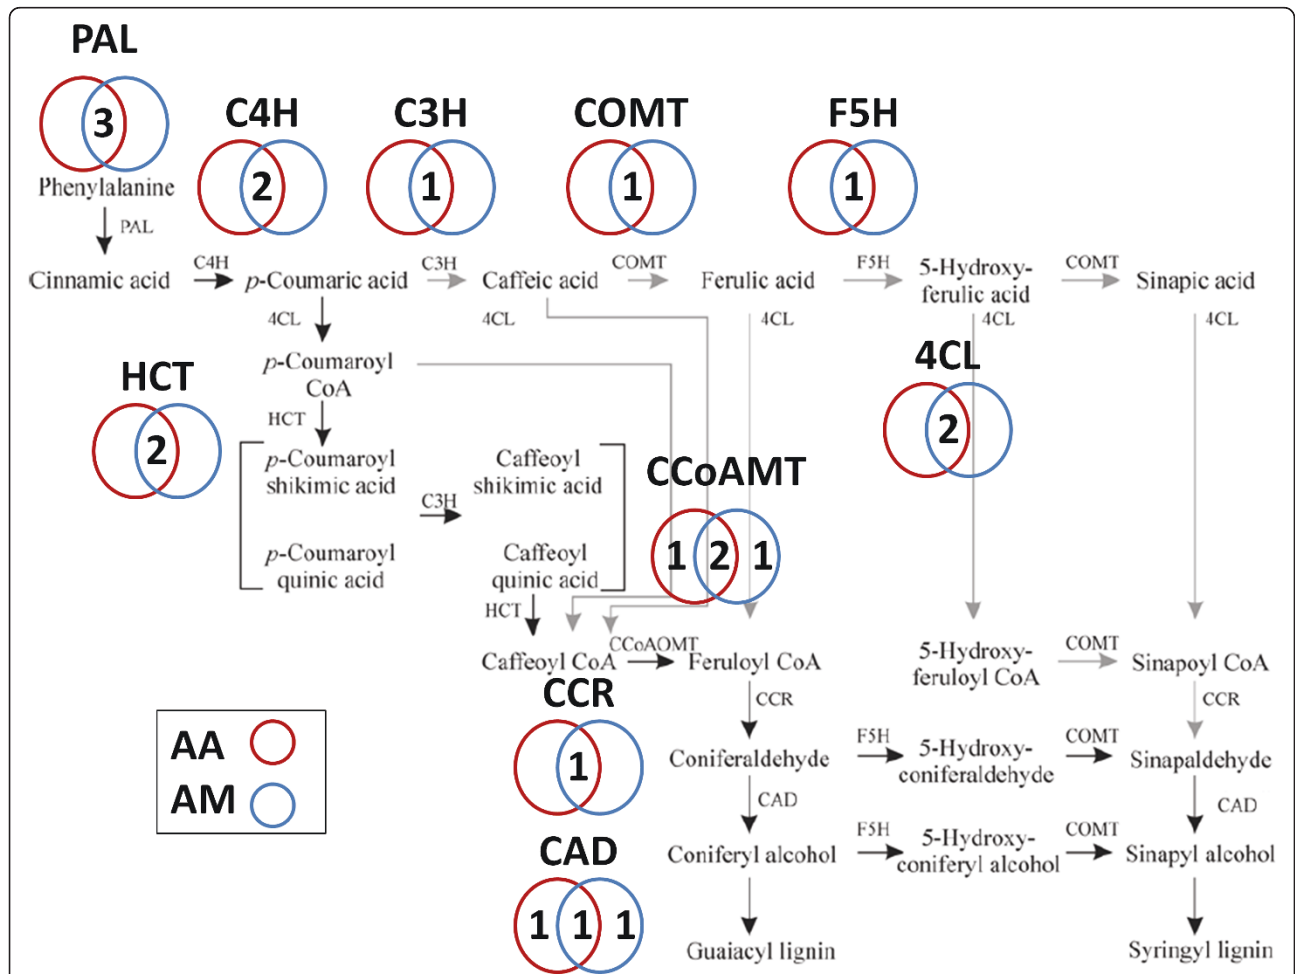 PAL
3
C4H
C3H
COMT
F5H
2
1
1
1
Phenylalanine
PAL
C4H
C3H
COMT
F5H
COMT
Cinnamic acid
p-Coumaric acid
Caffeic acid
Ferulic acid
5-Hydroxy-
ferulic acid
Sinapic acid
4CL
4CL
4CL
4CL
4CL
HCT
2
p-Coumaroyl
CoA
4CL
2
HCT
p-Coumaroyl
shikimic acid
Caffeoyl
shikimic acid
C3H
p-Coumaroyl
quinic acid
Caffeoyl
quinic acid
CCoAMT
1 2 1
HCT
CCoAOMT
COMT
Caffeoyl CoA
Feruloyl CoA
5-Hydroxy-
feruloyl CoA
Sinapoyl CoA
CCR
1
CCR
CCR
AA
AM
F5H
COMT
Coniferaldehyde
5-Hydroxy-
coniferaldehyde
Sinapaldehyde
CAD
CAD
CAD
1 1 1
F5H
COMT
Coniferyl alcohol
5-Hydroxy-
coniferyl alcohol
Sinapyl alcohol
Guaiacyl lignin
Syringyl lignin